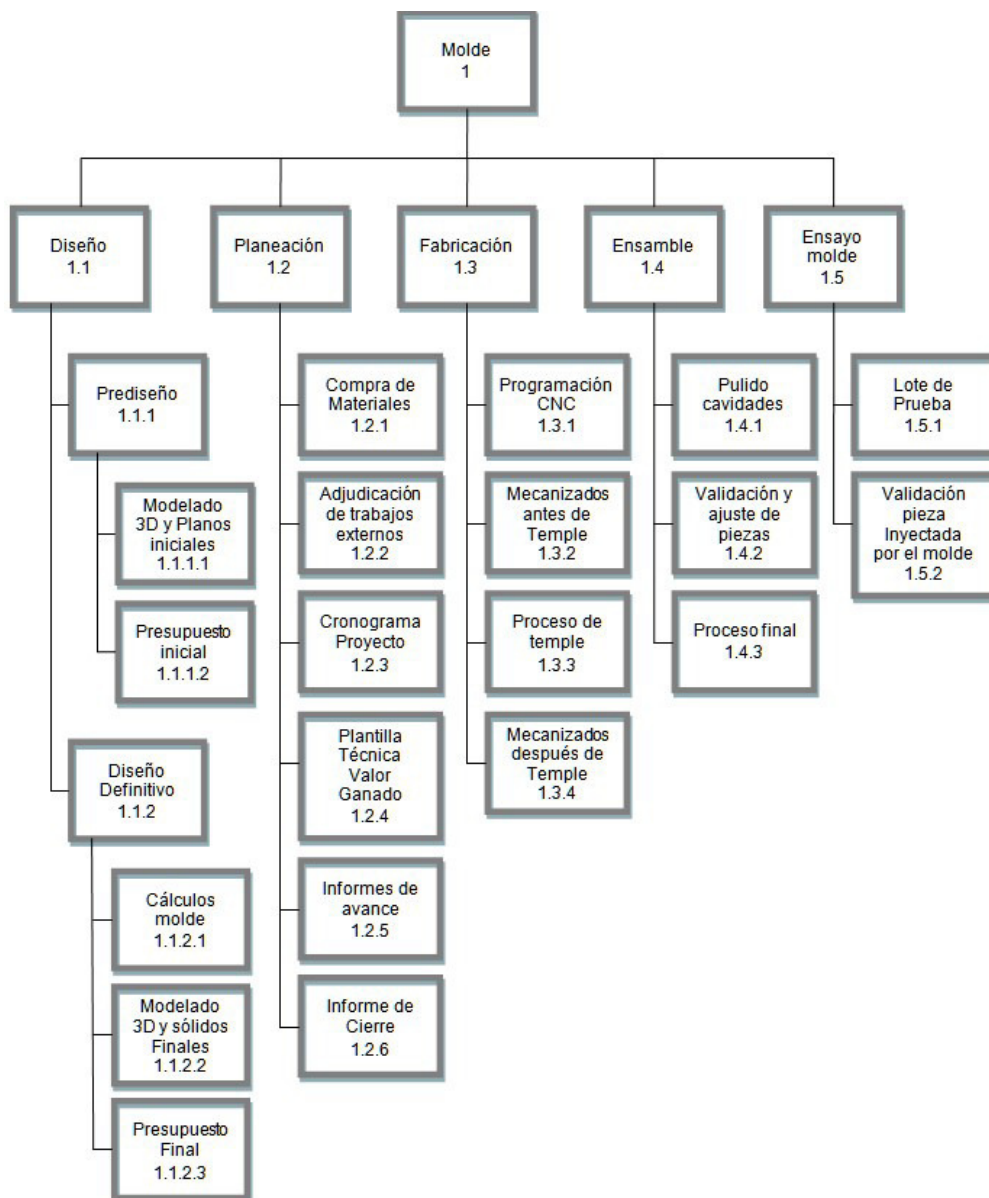 Molde
1
Diseño
1.1
Planeación
1.2
Fabricación
1.3
Ensamble
1.4
Ensayo
molde
1.5
Prediseño
1.1.1
Modelado
3D y Planos
iniciales
1.1.1.1
Presupuesto
inicial
1.1.1.2
Diseño
Definitivo
1.1.2
Cálculos
molde
1.1.2.1
Modelado
3D y sólidos
Finales
1.1.2.2
Presupuesto
Final
1.1.2.3
Compra de
Materiales
1.2.1
Adjudicación
de trabajos
externos
1.2.2
Cronograma
Proyecto
1.2.3
Plantilla
Técnica
Valor
Ganado
1.2.4
Informes de
avance
1.2.5
Informe de
Cierre
1.2.6
Programación
CNC
1.3.1
Mecanizados
antes de
Temple
1.3.2
Proceso de
temple
1.3.3
Mecanizados
después de
Temple
1.3.4
Pulido
cavidades
1.4.1
Validación y
ajuste de
piezas
1.4.2
Proceso final
1.4.3
Lote de
Prueba
1.5.1
Validación
pieza
Inyectada
por el molde
1.5.2